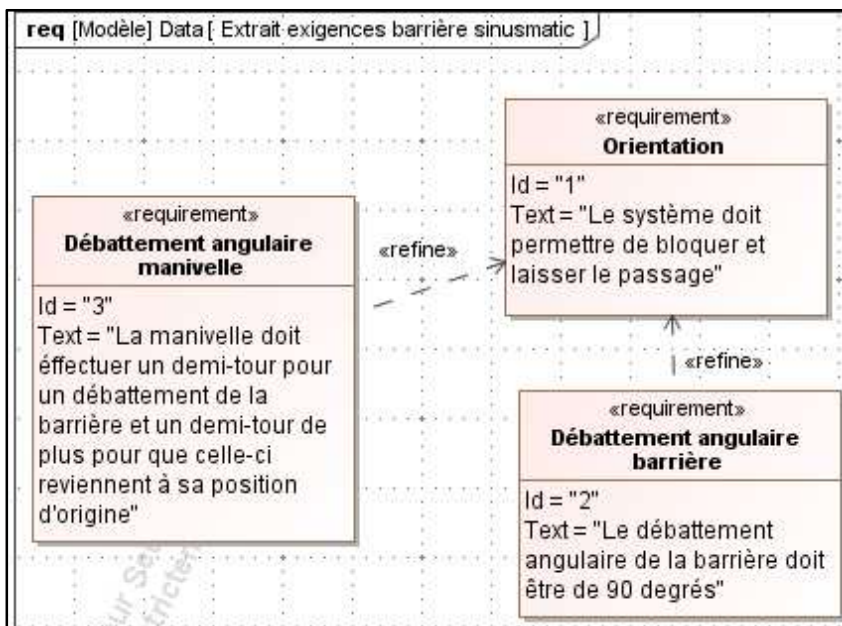 req [Modèle] Data [ Extrait exigences barrière sinusmatic ]
«requirement»
Orientation
Id = "1"
Text = "Le système doit
permettre de bloquer et
laisser le passage"
«requirement»
Débattement angulaire
manivelle
Id = "3"
Text = "La manivelle doit
éffectuer un demi-tour pour
un débattement de la
barrière et un demi-tour de
plus pour que celle-ci
reviennent à sa position
d'origine"
«refine»
«refine»
«requirement»
Débattement angulaire
barrière
Id = "2"
Text = "Le débattement
angulaire de la barrière doit
être de 90 degrés"